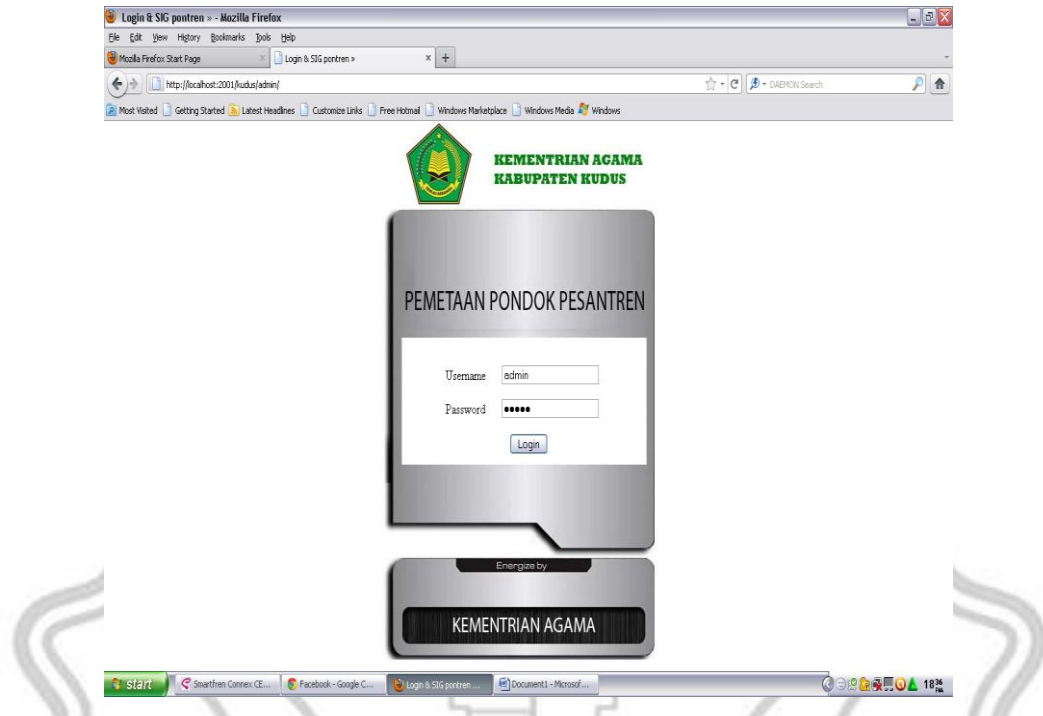 Login & SIG pontren » - Mozilla Firefox
File Edit View History Bookmarks Tools Help
Mozilla Firefox Start Page Login & SIG pontren »
http://localhost:2001/kudus/admin/ DAEMON Search
Most Visited Getting Started Latest Headlines Customize Links Free Hotmail Windows Marketplace Windows Media Windows
KEMENTRIAN AGAMA
KABUPATEN KUDUS
PEMETAAN PONDOK PESANTREN
Username admin
Password •••••
Login
Energize by
KEMENTRIAN AGAMA
start Smartfren Connex CE... Facebook - Google C... Login & SIG pontren ... Document1 - Microsof... 18